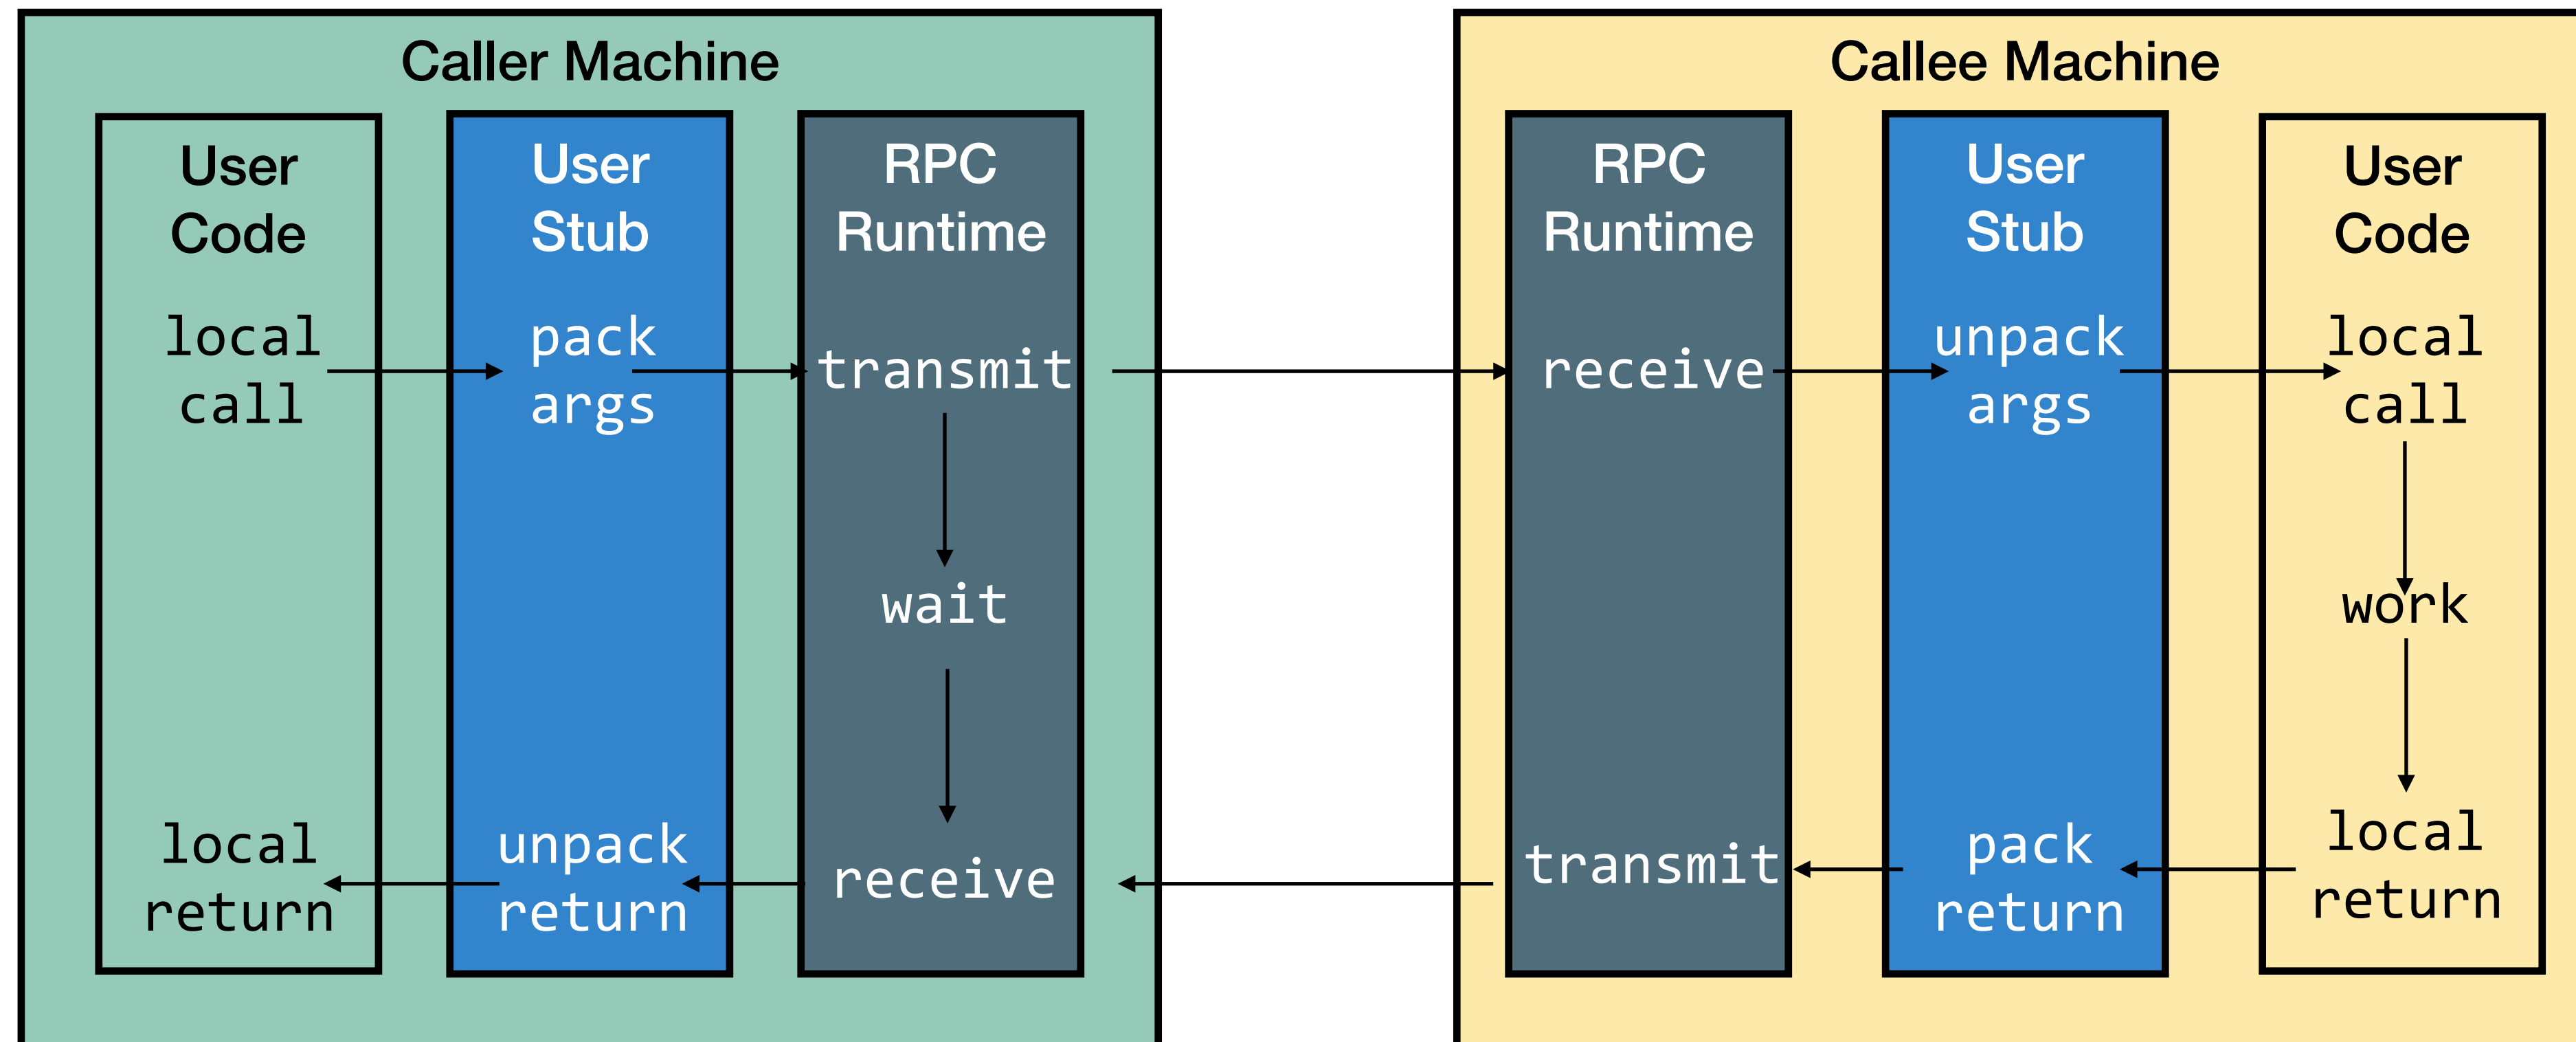 Caller Machine
User
Code
local
call
local
return
User
Stub
pack
args
unpack
return
RPC
Runtime
transmit
wait
receive
Callee Machine
RPC
Runtime
receive
transmit
User
Stub
unpack
args
pack
return
User
Code
local
call
work
local
return